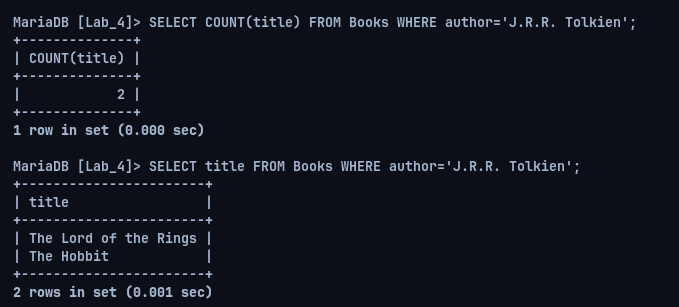 MariaDB [Lab_4]> SELECT COUNT(title) FROM Books WHERE author='J.R.R. Tolkien';
+--------------+
| COUNT(title) |
+--------------+
|            2 |
+--------------+
1 row in set (0.000 sec)

MariaDB [Lab_4]> SELECT title FROM Books WHERE author='J.R.R. Tolkien';
+-----------------------+
| title                 |
+-----------------------+
| The Lord of the Rings |
| The Hobbit            |
+-----------------------+
2 rows in set (0.001 sec)